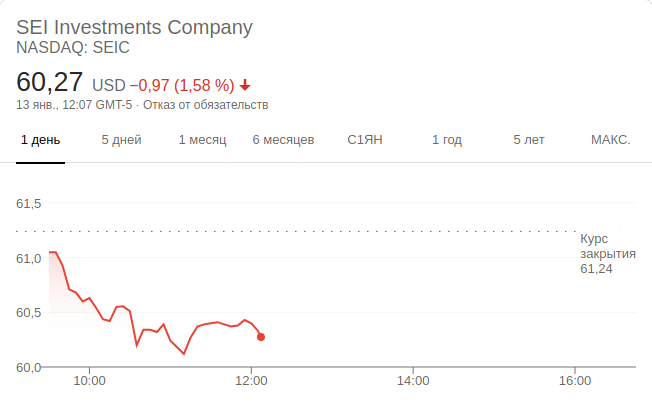 SEI Investments Company
NASDAQ: SEIC
60,27 USD −0,97 (1,58 %)
13 янв., 12:07 GMT-5 · Отказ от обязательств
1 день 5 дней 1 месяц 6 месяцев С1ЯН 1 год 5 лет МАКС.
61,5
Курс
закрытия
61,24
61,0
60,5
60,0
10:00 12:00 14:00 16:00